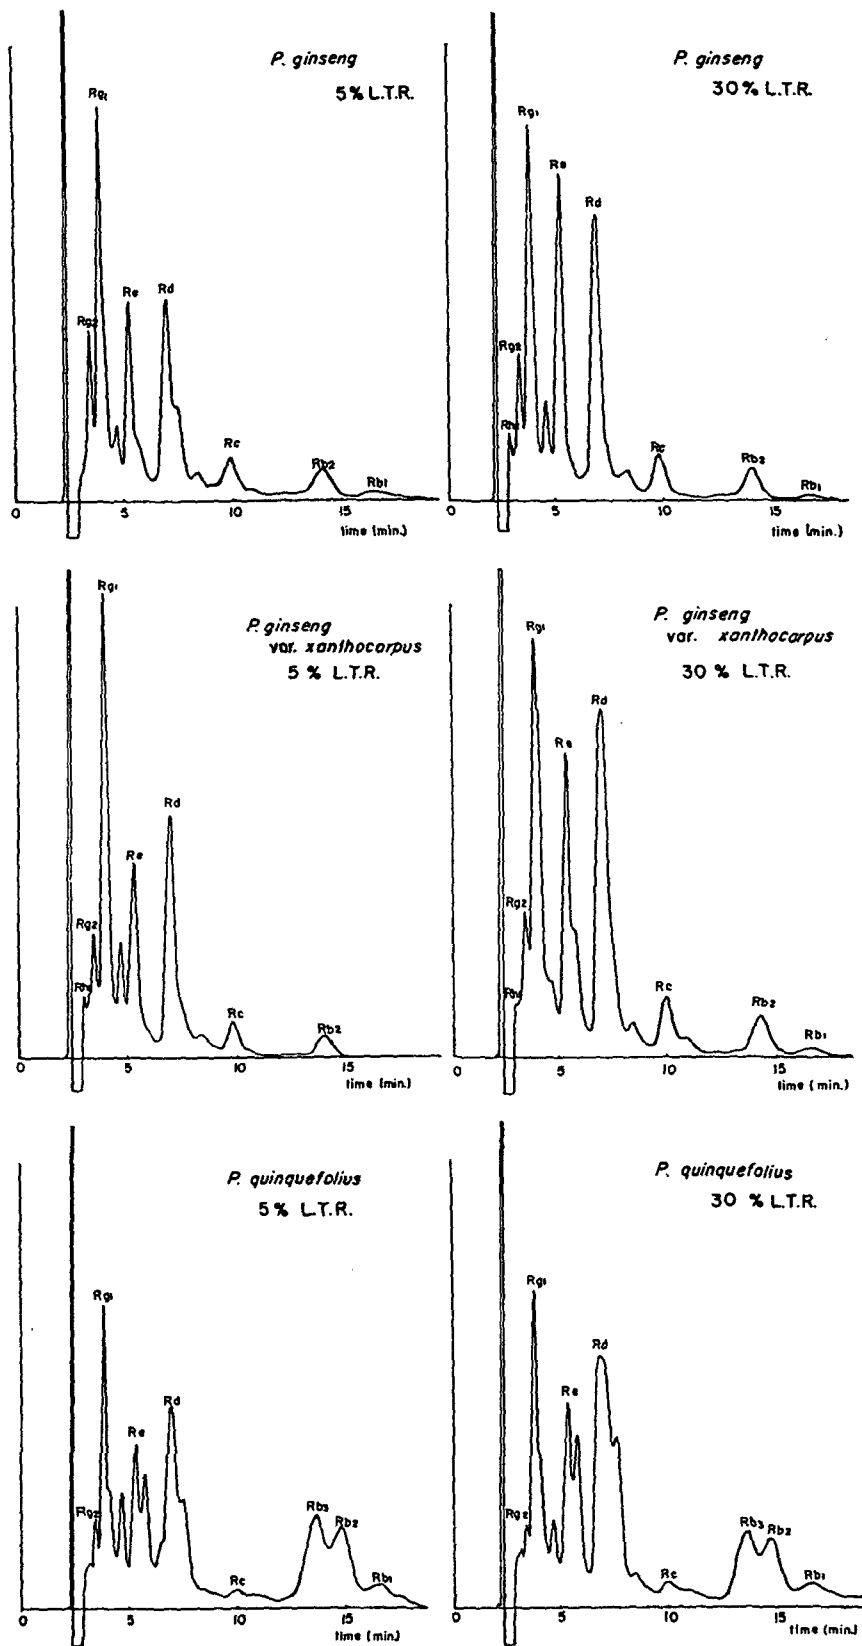 P. ginseng
5% L.T.R.
Rg1
Rg2
Re
Rd
Rc
Rb2
Rb1
0 5 10 15
time (min.)
P. ginseng
30% L.T.R.
Rg1
Re
Rd
Rg2
Rh1
Rc
Rb2
Rb1
0 5 10 15
time (min.)
P. ginseng
var. xanthocarpus
5 % L.T.R.
Rg1
Rd
Re
Rg2
Rh1
Rc
Rb2
0 5 10 15
time (min.)
P. ginseng
var. xanthocarpus
30 % L.T.R.
Rg1
Rd
Re
Rg2
Rh1
Rc
Rb2
Rb1
0 5 10 15
time (min.)
P. quinquefolius
5 % L.T.R.
Rg1
Rd
Re
Rg2
Rb3
Rb2
Rc
Rb1
0 5 10 15
time (min.)
P. quinquefolius
30 % L.T.R.
Rg1
Rd
Re
Rg2
Rb3
Rb2
Rc
Rb1
0 5 10 15
time (min.)